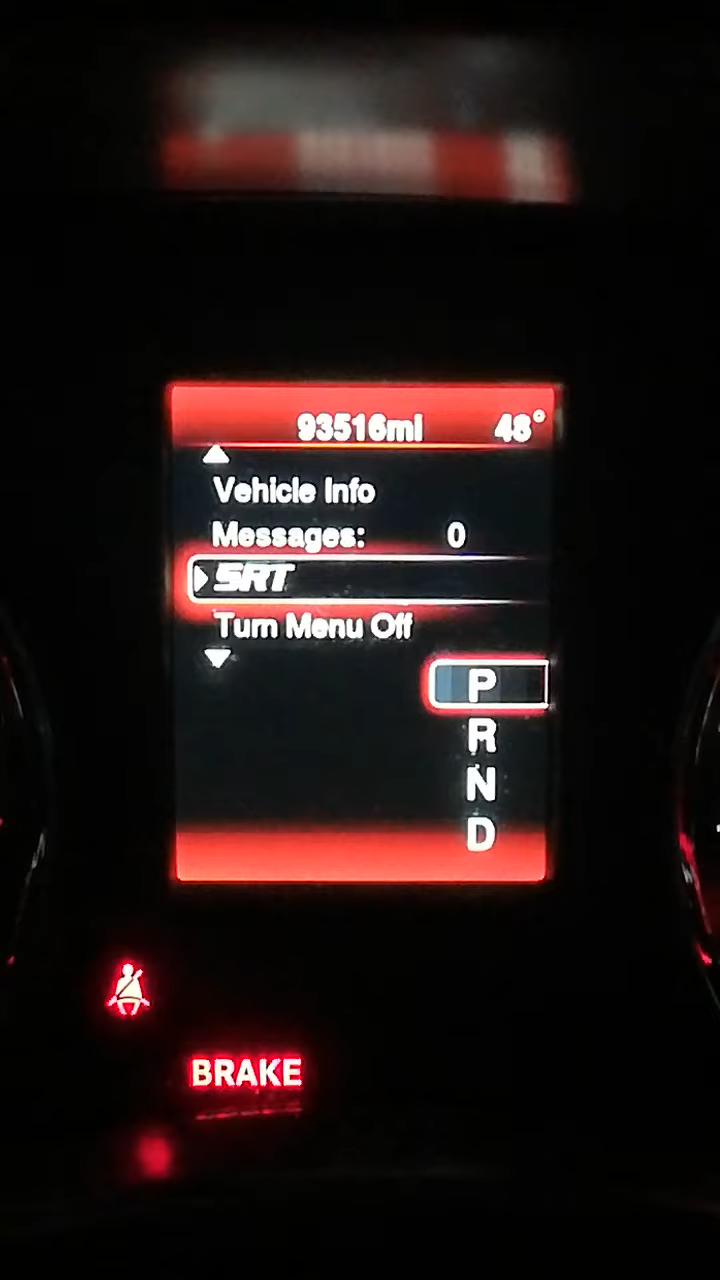 93516mi 48°
Vehicle Info
Messages: 0
SRT
Turn Menu Off
P
R
N
D
BRAKE